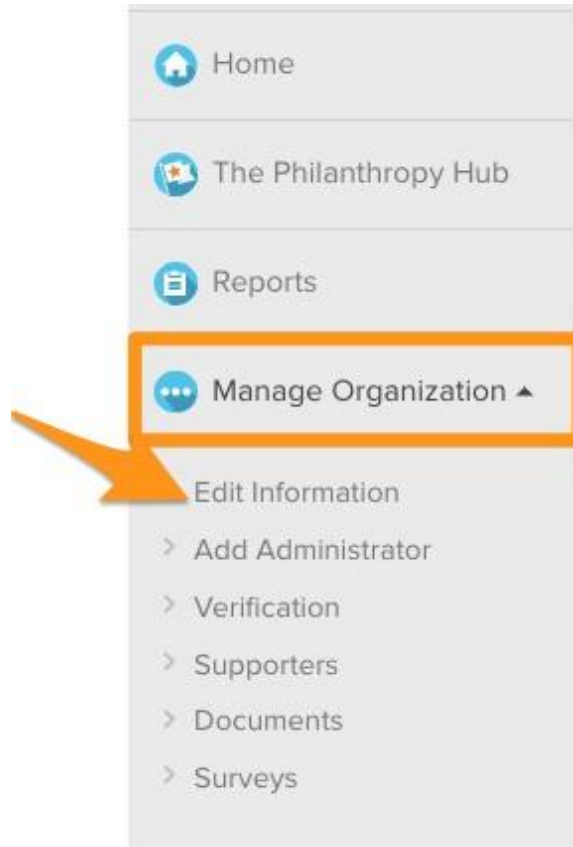 Home
The Philanthropy Hub
Reports
Manage Organization
Edit Information
Add Administrator
Verification
Supporters
Documents
Surveys